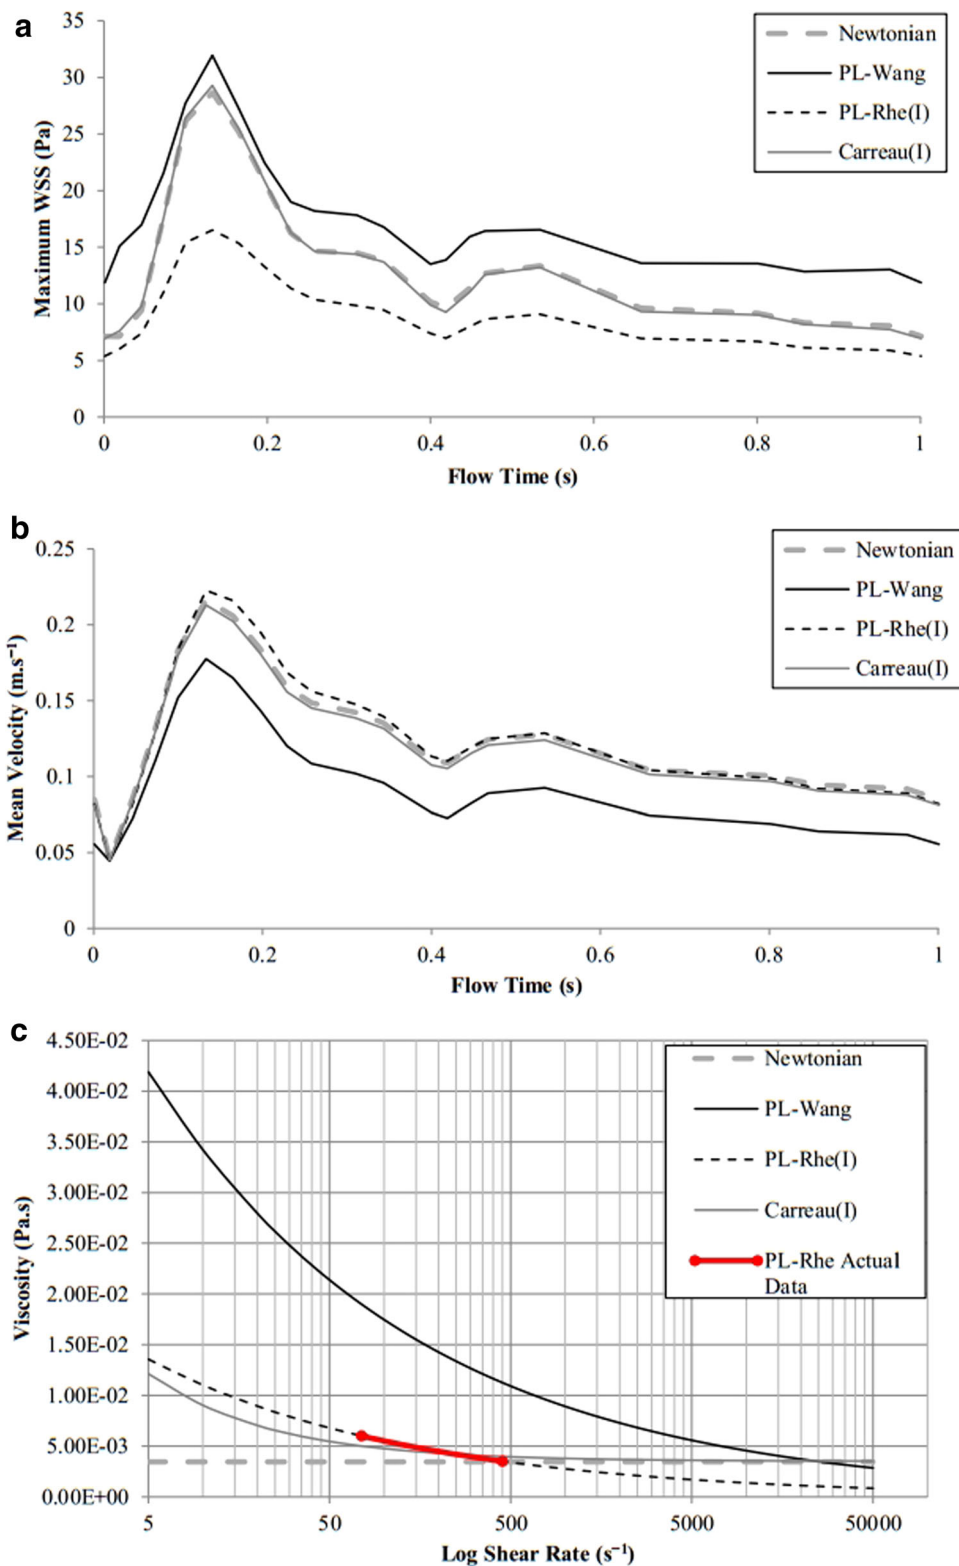 a
35
30
25
20
15
10
5
0
Maximum WSS (Pa)
0 0.2 0.4 0.6 0.8 1
Flow Time (s)
Newtonian
PL-Wang
PL-Rhe(I)
Carreau(I)
b
0.25
0.2
0.15
0.1
0.05
0
Mean Velocity (m.s⁻¹)
0 0.2 0.4 0.6 0.8 1
Flow Time (s)
Newtonian
PL-Wang
PL-Rhe(I)
Carreau(I)
c
4.50E-02
4.00E-02
3.50E-02
3.00E-02
2.50E-02
2.00E-02
1.50E-02
1.00E-02
5.00E-03
0.00E+00
Viscosity (Pa.s)
5 50 500 5000 50000
Log Shear Rate (s⁻¹)
Newtonian
PL-Wang
PL-Rhe(I)
Carreau(I)
PL-Rhe Actual
Data